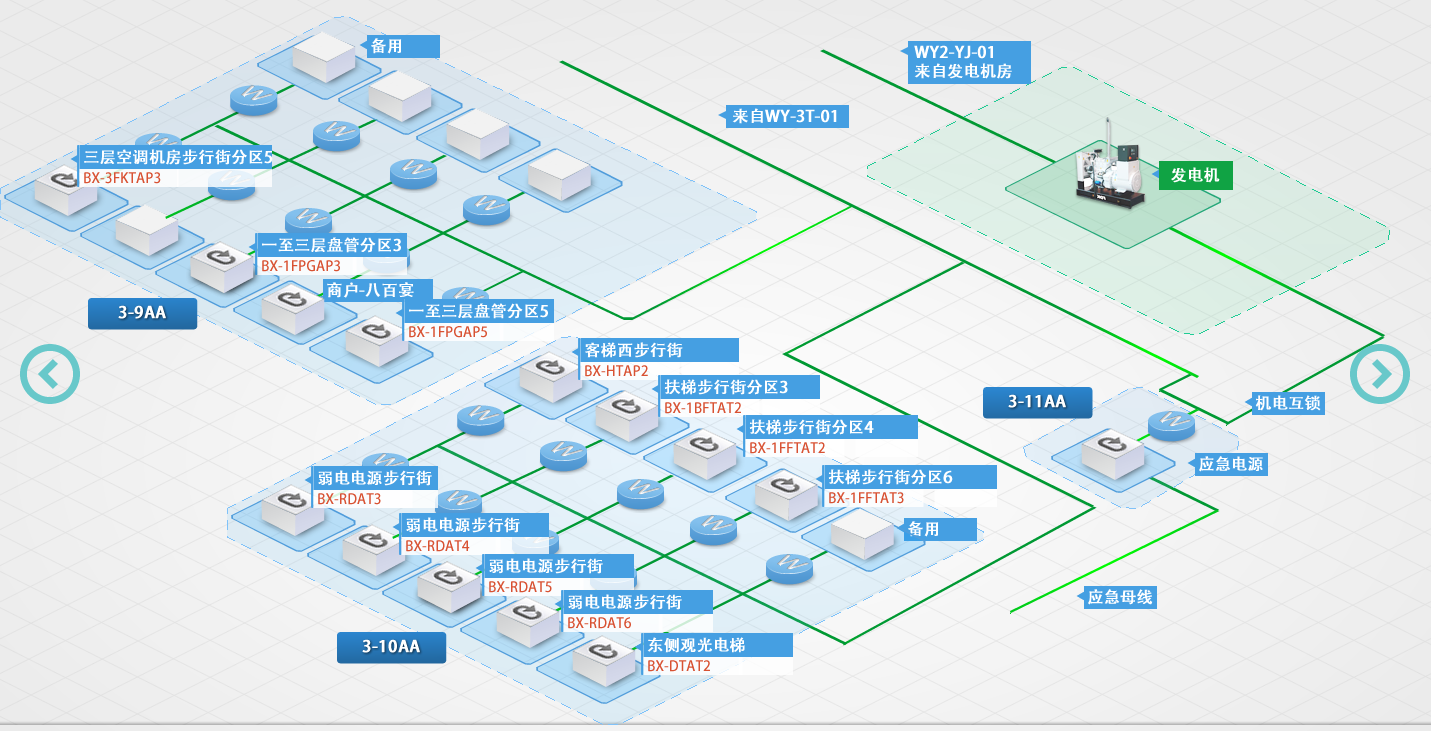 备用
WY2-YJ-01
来自发电机房
来自WY-3T-01
三层空调机房步行街分区5
BX-3FKTAP3
发电机
一至三层盘管分区3
BX-1FPGAP3
商户-八百宴
一至三层盘管分区5
BX-1FPGAP5
3-9AA
客梯西步行街
BX-HTAP2
扶梯步行街分区3
BX-1BFTAT2
3-11AA
机电互锁
扶梯步行街分区4
BX-1FFTAT2
应急电源
扶梯步行街分区6
BX-1FFTAT3
弱电电源步行街
BX-RDAT3
备用
弱电电源步行街
BX-RDAT4
弱电电源步行街
BX-RDAT5
应急母线
弱电电源步行街
BX-RDAT6
3-10AA
东侧观光电梯
BX-DTAT2